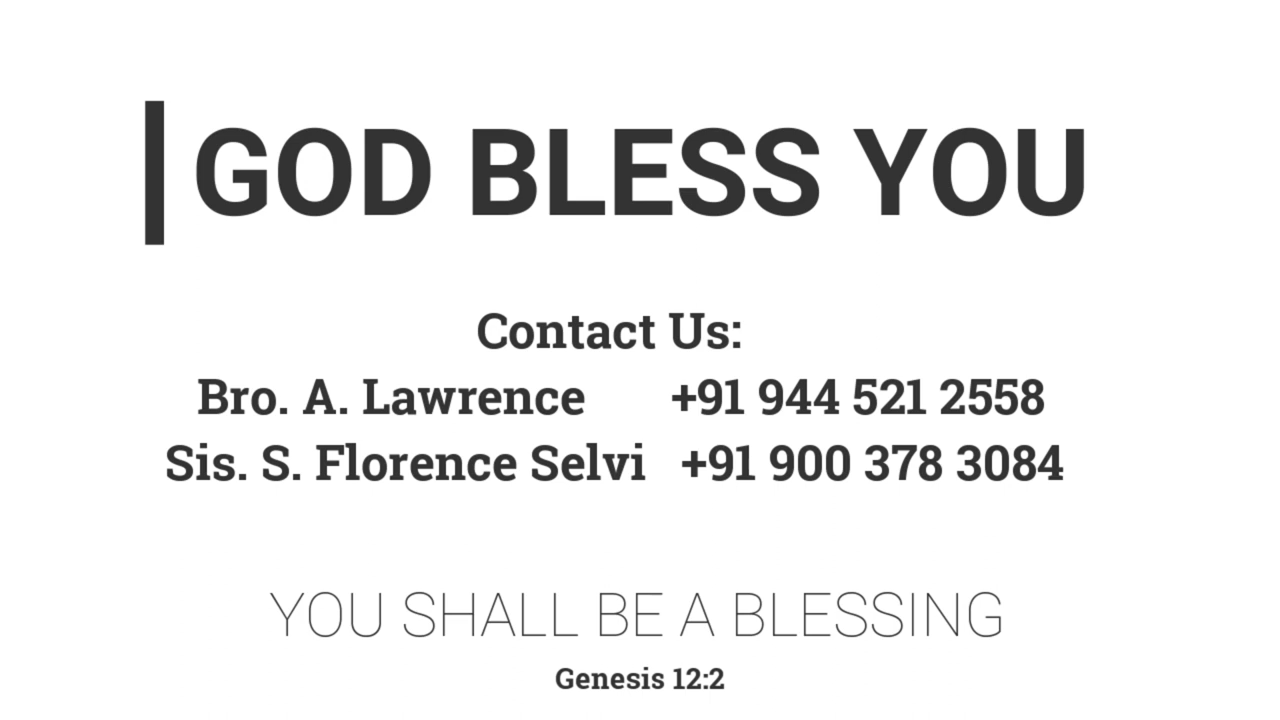 GOD BLESS YOU
Contact Us:
Bro. A. Lawrence +91 944 521 2558
Sis. S. Florence Selvi +91 900 378 3084
YOU SHALL BE A BLESSING
Genesis 12:2